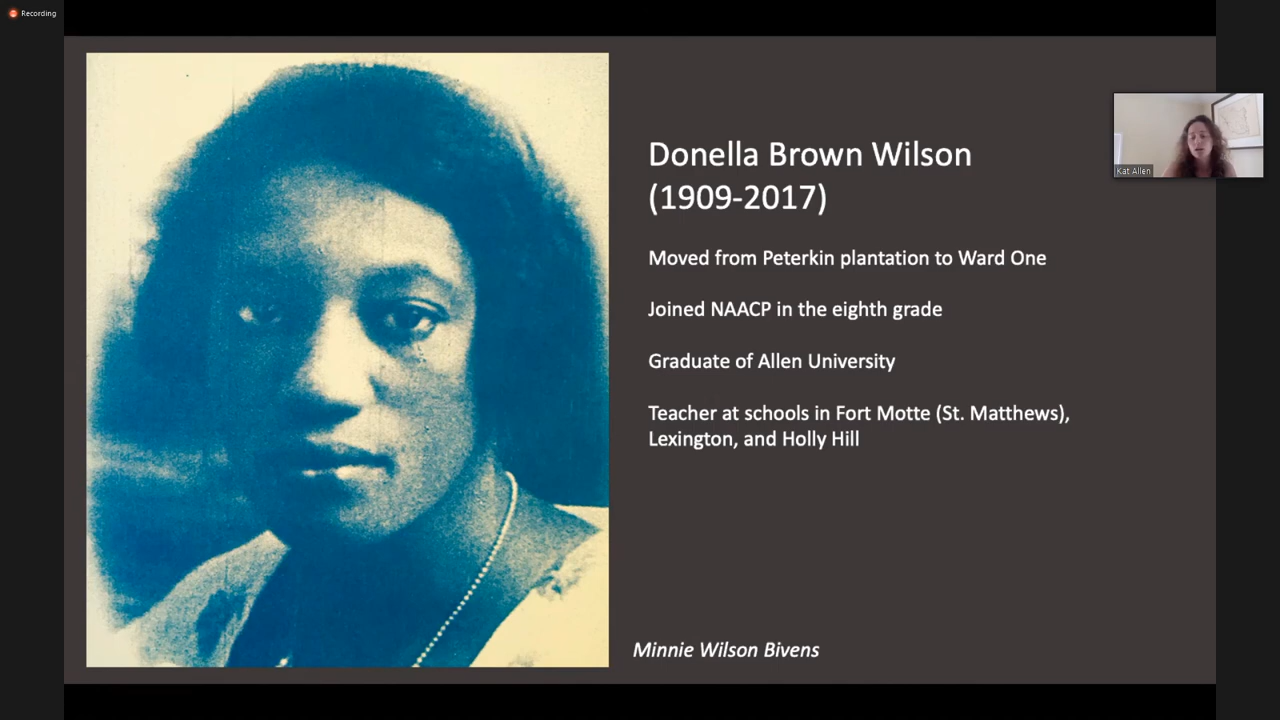 Recording
Donella Brown Wilson
(1909-2017)
Moved from Peterkin plantation to Ward One
Joined NAACP in the eighth grade
Graduate of Allen University
Teacher at schools in Fort Motte (St. Matthews),
Lexington, and Holly Hill
Minnie Wilson Bivens
Kat Allen